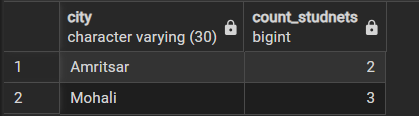 city count_studnets
character varying (30) bigint
1 Amritsar 2
2 Mohali 3